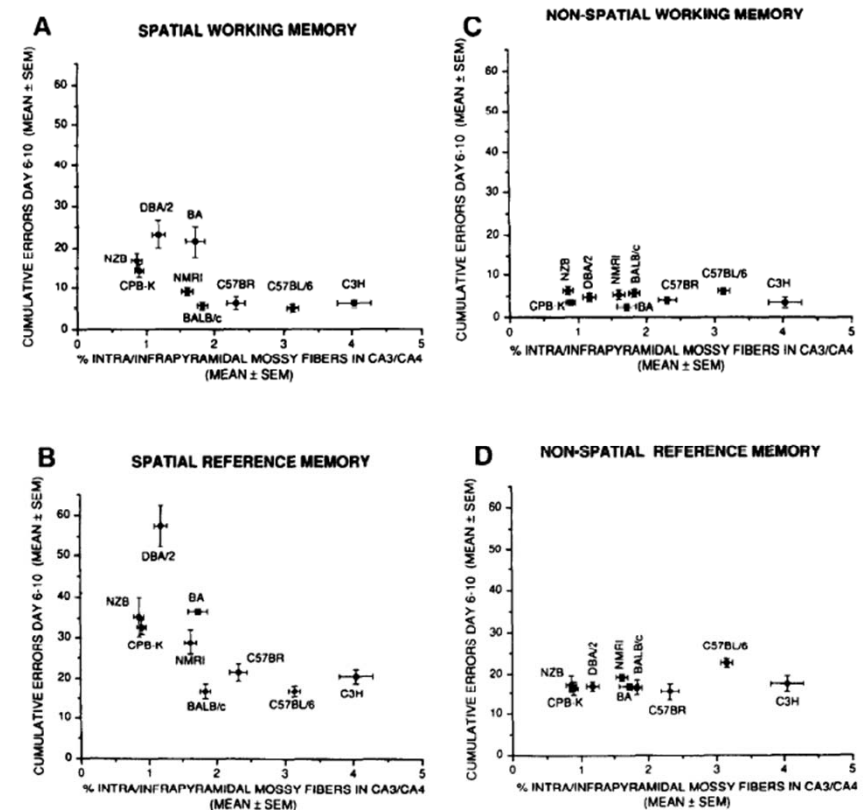 A
SPATIAL WORKING MEMORY
CUMULATIVE ERRORS DAY 6-10 (MEAN ± SEM)
60
50
40
30
20
10
0
DBA/2
BA
NZB
CPB-K
NMRI
BALB/c
C57BR
C57BL/6
C3H
0 1 2 3 4 5
% INTRA/INFRAPYRAMIDAL MOSSY FIBERS IN CA3/CA4
(MEAN ± SEM)
C
NON-SPATIAL WORKING MEMORY
CUMULATIVE ERRORS DAY 6-10 (MEAN ± SEM)
60
50
40
30
20
10
0
NZB
CPB-K
DBA/2
NMRI
BALB/c
BA
C57BR
C57BL/6
C3H
0 1 2 3 4 5
% INTRA/INFRAPYRAMIDAL MOSSY FIBERS IN CA3/CA4
(MEAN ± SEM)
B
SPATIAL REFERENCE MEMORY
CUMULATIVE ERRORS DAY 6-10 (MEAN ± SEM)
60
50
40
30
20
10
0
DBA/2
NZB
BA
CPB-K
NMRI
C57BR
BALB/c
C57BL/6
C3H
0 1 2 3 4 5
% INTRA/INFRAPYRAMIDAL MOSSY FIBERS IN CA3/CA4
(MEAN ± SEM)
D
NON-SPATIAL REFERENCE MEMORY
CUMULATIVE ERRORS DAY 6-10 (MEAN ± SEM)
60
50
40
30
20
10
0
NZB
CPB-K
DBA/2
NMRI
BALB/c
BA
C57BR
C57BL/6
C3H
0 1 2 3 4 5
% INTRA/INFRAPYRAMIDAL MOSSY FIBERS IN CA3/CA4
(MEAN ± SEM)